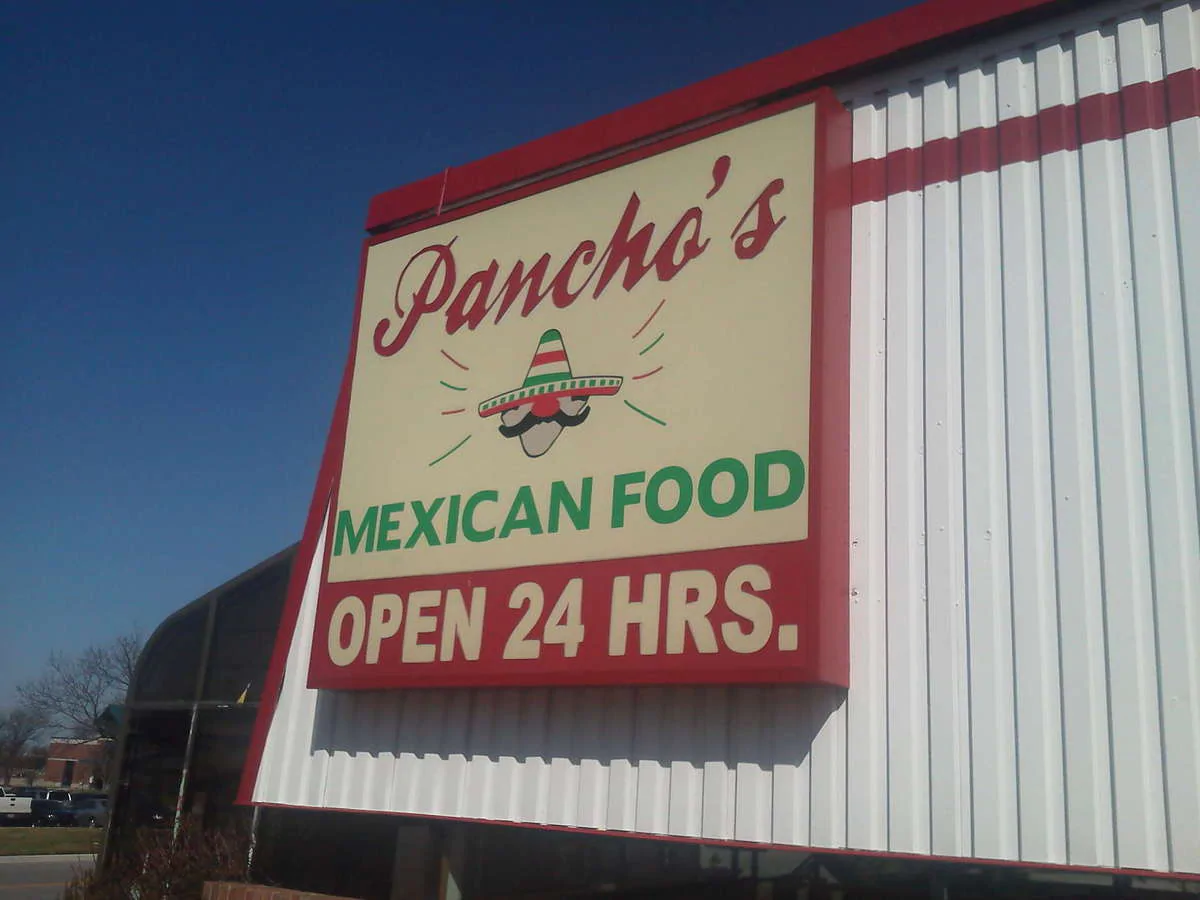 Pancho's
MEXICAN FOOD
OPEN 24 HRS.